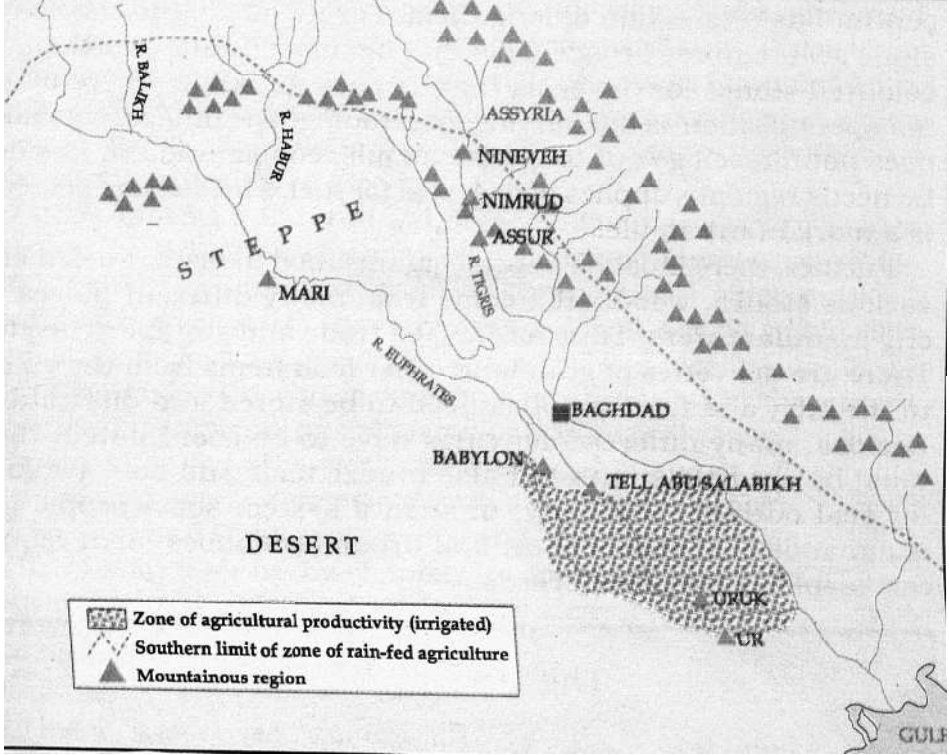 R. BALIKH
R. HABUR
ASSYRIA
NINEVEH
NIMRUD
ASSUR
STEPPE
MARI
R. TIGRIS
R. EUPHRATES
BAGHDAD
BABYLON
TELL ABU SALABIKH
DESERT
URUK
UR
Zone of agricultural productivity (irrigated)
Southern limit of zone of rain-fed agriculture
Mountainous region